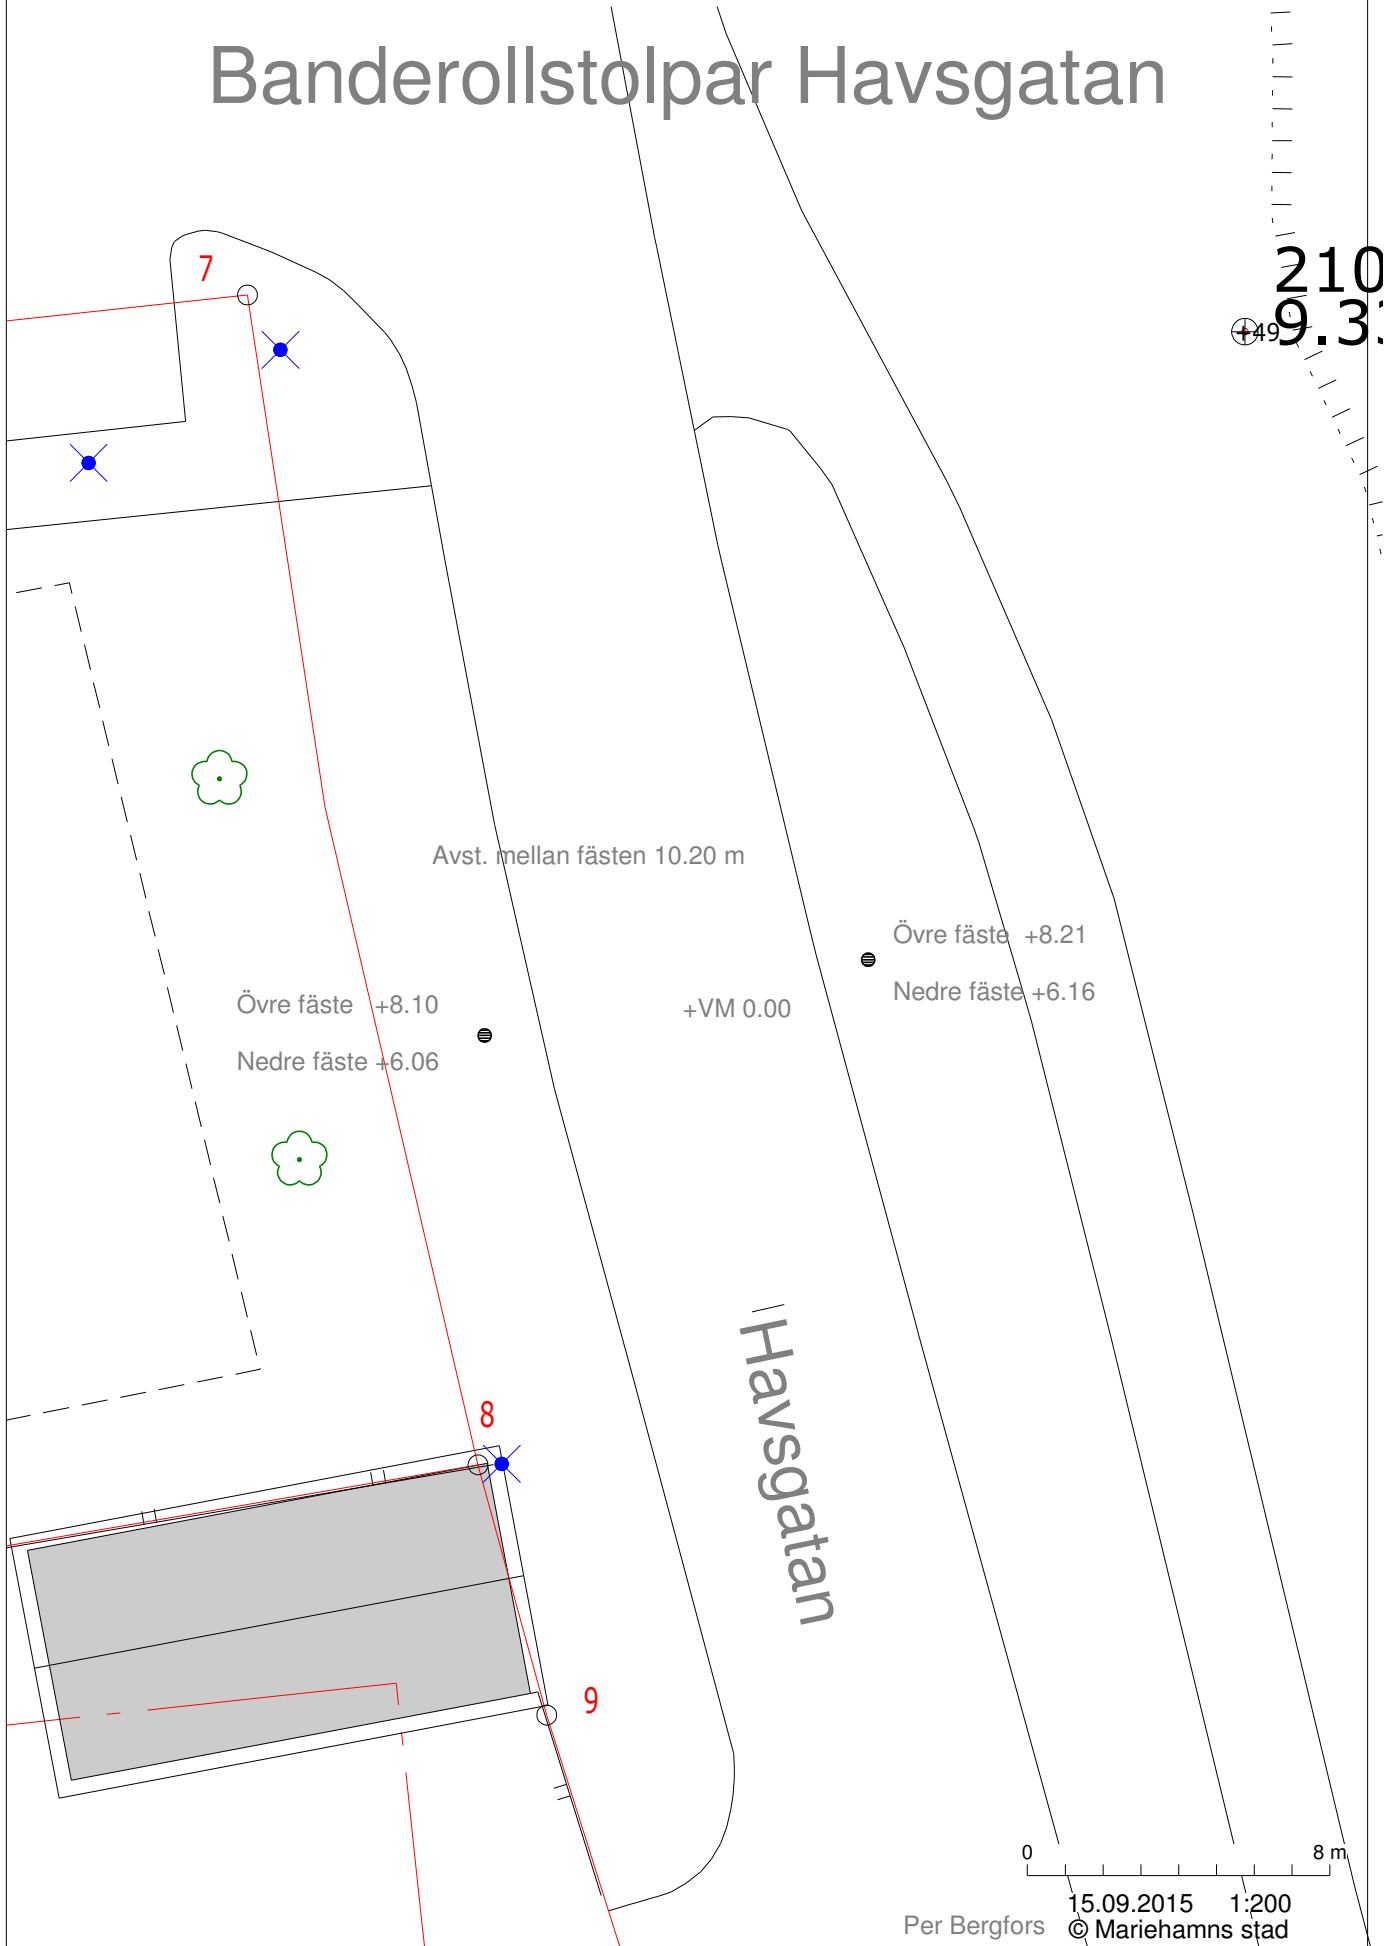 Banderollstolpar Havsgatan
7
210
+49
9.33
Avst. mellan fästen 10.20 m
Övre fäste +8.21
Nedre fäste +6.16
Övre fäste +8.10
+VM 0.00
Nedre fäste +6.06
Havsgatan
8
9
0 8 m
15.09.2015 1:200
Per Bergfors © Mariehamns stad